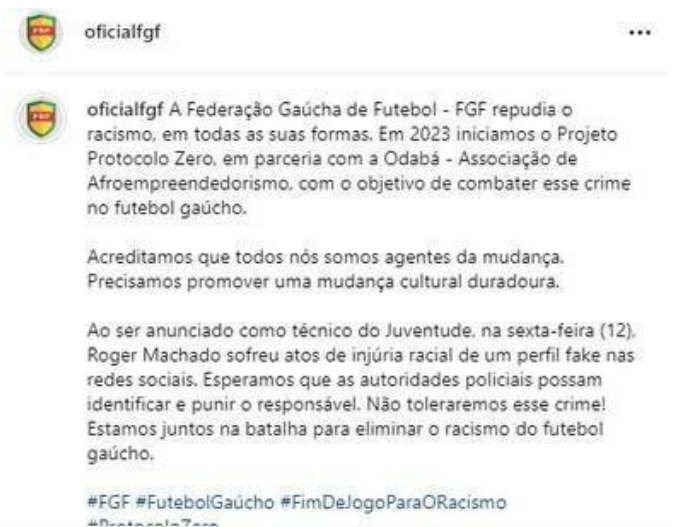 oficialfgf
FGF
oficialfgf A Federação Gaúcha de Futebol - FGF repudia o
racismo, em todas as suas formas. Em 2023 iniciamos o Projeto
Protocolo Zero, em parceria com a Odabá - Associação de
Afroempreendedorismo, com o objetivo de combater esse crime
no futebol gaúcho.
Acreditamos que todos nós somos agentes da mudança.
Precisamos promover uma mudança cultural duradoura.
Ao ser anunciado como técnico do Juventude, na sexta-feira (12),
Roger Machado sofreu atos de injúria racial de um perfil fake nas
redes sociais. Esperamos que as autoridades policiais possam
identificar e punir o responsável. Não toleraremos esse crime!
Estamos juntos na batalha para eliminar o racismo do futebol
gaúcho.
#FGF #FutebolGaúcho #FimDeJogoParaORacismo
#ProtocoloZero